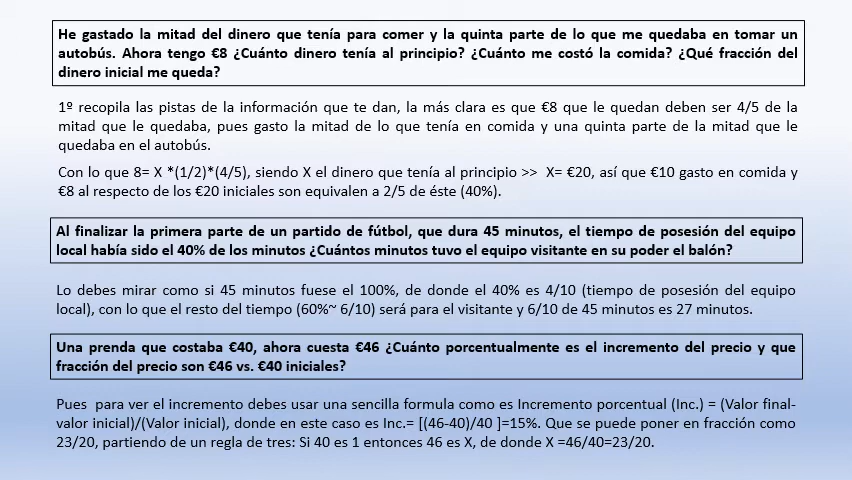 He gastado la mitad del dinero que tenía para comer y la quinta parte de lo que me quedaba en tomar un
autobús. Ahora tengo €8 ¿Cuánto dinero tenía al principio? ¿Cuánto me costó la comida? ¿Qué fracción del
dinero inicial me queda?
1º recopila las pistas de la información que te dan, la más clara es que €8 que le quedan deben ser 4/5 de la
mitad que le quedaba, pues gasto la mitad de lo que tenía en comida y una quinta parte de la mitad que le
quedaba en el autobús.
Con lo que 8= X *(1/2)*(4/5), siendo X el dinero que tenía al principio >> X= €20, así que €10 gasto en comida y
€8 al respecto de los €20 iniciales son equivalen a 2/5 de éste (40%).
Al finalizar la primera parte de un partido de fútbol, que dura 45 minutos, el tiempo de posesión del equipo
local había sido el 40% de los minutos ¿Cuántos minutos tuvo el equipo visitante en su poder el balón?
Lo debes mirar como si 45 minutos fuese el 100%, de donde el 40% es 4/10 (tiempo de posesión del equipo
local), con lo que el resto del tiempo (60%~ 6/10) será para el visitante y 6/10 de 45 minutos es 27 minutos.
Una prenda que costaba €40, ahora cuesta €46 ¿Cuánto porcentualmente es el incremento del precio y que
fracción del precio son €46 vs. €40 iniciales?
Pues para ver el incremento debes usar una sencilla formula como es Incremento porcentual (Inc.) = (Valor final-
valor inicial)/(Valor inicial), donde en este caso es Inc.= [(46-40)/40 ]=15%. Que se puede poner en fracción como
23/20, partiendo de un regla de tres: Si 40 es 1 entonces 46 es X, de donde X =46/40=23/20.